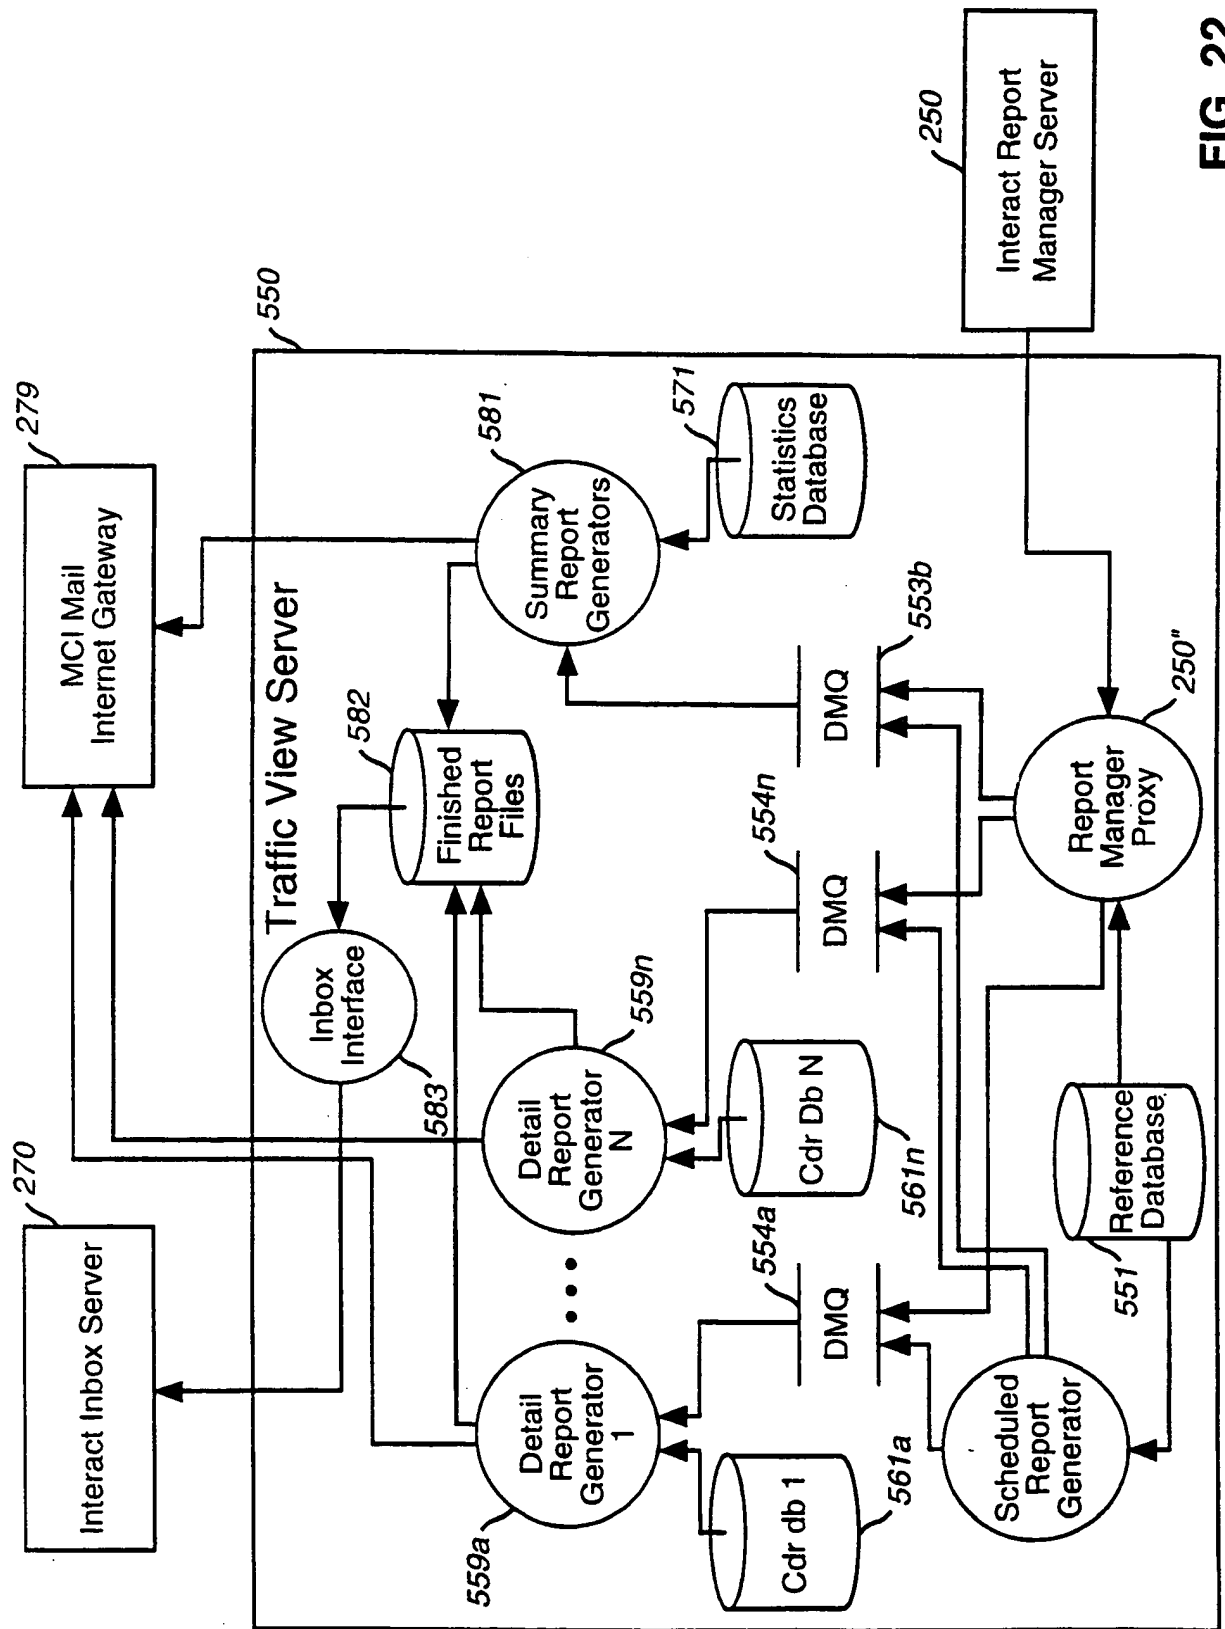 270
Interact Inbox Server
279
MCI Mail
Internet Gateway
550
Traffic View Server
583
Inbox
Interface
582
Finished
Report
Files
581
Summary
Report
Generators
559a
Detail
Report
Generator
1
559n
Detail
Report
Generator
N
571
Statistics
Database
Cdr db 1
561a
554a
DMQ
Cdr Db N
561n
554n
DMQ
553b
DMQ
Scheduled
Report
Generator
551
Reference
Database
Report
Manager
Proxy
250"
250
Interact Report
Manager Server
FIG 22